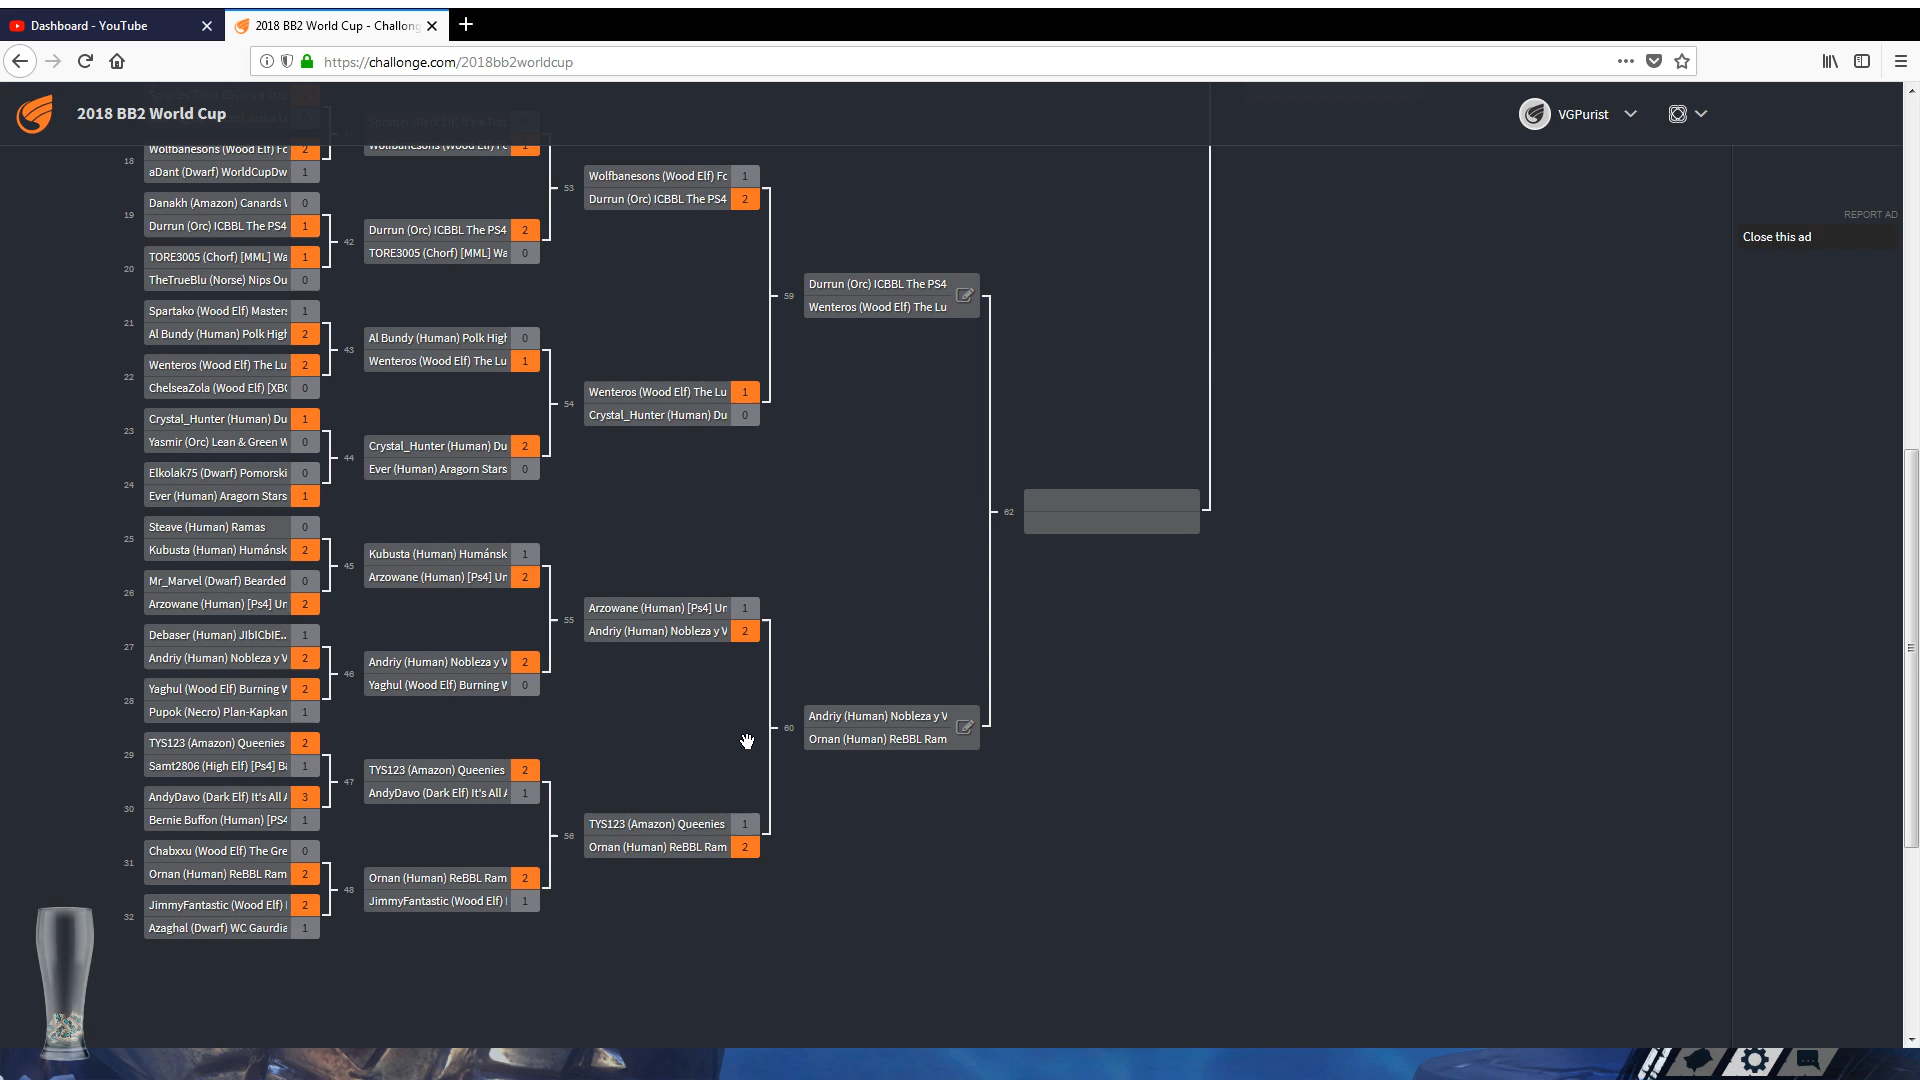 Dashboard - YouTube
2018 BB2 World Cup - Challong
https://challonge.com/2018bb2worldcup
2018 BB2 World Cup
VGPurist
REPORT AD
Close this ad
18
Wolfbanesons (Wood Elf) Fc 2
aDant (Dwarf) WorldCupDw 1
19
Danakh (Amazon) Canards 0
Durrun (Orc) ICBBL The PS4 1
20
TORE3005 (Chorf) [MML] Wa 1
TheTrueBlu (Norse) Nips Ou 0
21
Spartako (Wood Elf) Masters 1
Al Bundy (Human) Polk High 2
22
Wenteros (Wood Elf) The Lu 2
ChelseaZola (Wood Elf) [XBO 0
23
Crystal_Hunter (Human) Du 1
Yasmir (Orc) Lean & Green W 0
24
Elkolak75 (Dwarf) Pomorski 0
Ever (Human) Aragorn Stars 1
25
Steave (Human) Ramas 0
Kubusta (Human) Humánsk 2
26
Mr_Marvel (Dwarf) Bearded 0
Arzowane (Human) [Ps4] Un 2
27
Debaser (Human) JIbICbIE.. 1
Andriy (Human) Nobleza y V 2
28
Yaghul (Wood Elf) Burning W 2
Pupok (Necro) Plan-Kapkan 1
29
TYS123 (Amazon) Queenies 2
Samt2806 (High Elf) [Ps4] Ba 1
30
AndyDavo (Dark Elf) It's All A 3
Bernie Buffon (Human) [PS4 1
31
Chabxxu (Wood Elf) The Gre 0
Ornan (Human) ReBBL Ram 2
32
JimmyFantastic (Wood Elf) 2
Azaghal (Dwarf) WC Gaurdia 1
Wolfbanesons (Wood Elf) Fc 1
42
Durrun (Orc) ICBBL The PS4 2
TORE3005 (Chorf) [MML] Wa 0
43
Al Bundy (Human) Polk High 0
Wenteros (Wood Elf) The Lu 1
44
Crystal_Hunter (Human) Du 2
Ever (Human) Aragorn Stars 0
45
Kubusta (Human) Humánsk 1
Arzowane (Human) [Ps4] Un 2
46
Andriy (Human) Nobleza y V 2
Yaghul (Wood Elf) Burning W 0
47
TYS123 (Amazon) Queenies 2
AndyDavo (Dark Elf) It's All A 1
48
Ornan (Human) ReBBL Ram 2
JimmyFantastic (Wood Elf) 1
53
Wolfbanesons (Wood Elf) Fc 1
Durrun (Orc) ICBBL The PS4 2
54
Wenteros (Wood Elf) The Lu 1
Crystal_Hunter (Human) Du 0
55
Arzowane (Human) [Ps4] Un 1
Andriy (Human) Nobleza y V 2
56
TYS123 (Amazon) Queenies 1
Ornan (Human) ReBBL Ram 2
59
Durrun (Orc) ICBBL The PS4
Wenteros (Wood Elf) The Lu
60
Andriy (Human) Nobleza y V
Ornan (Human) ReBBL Ram
62